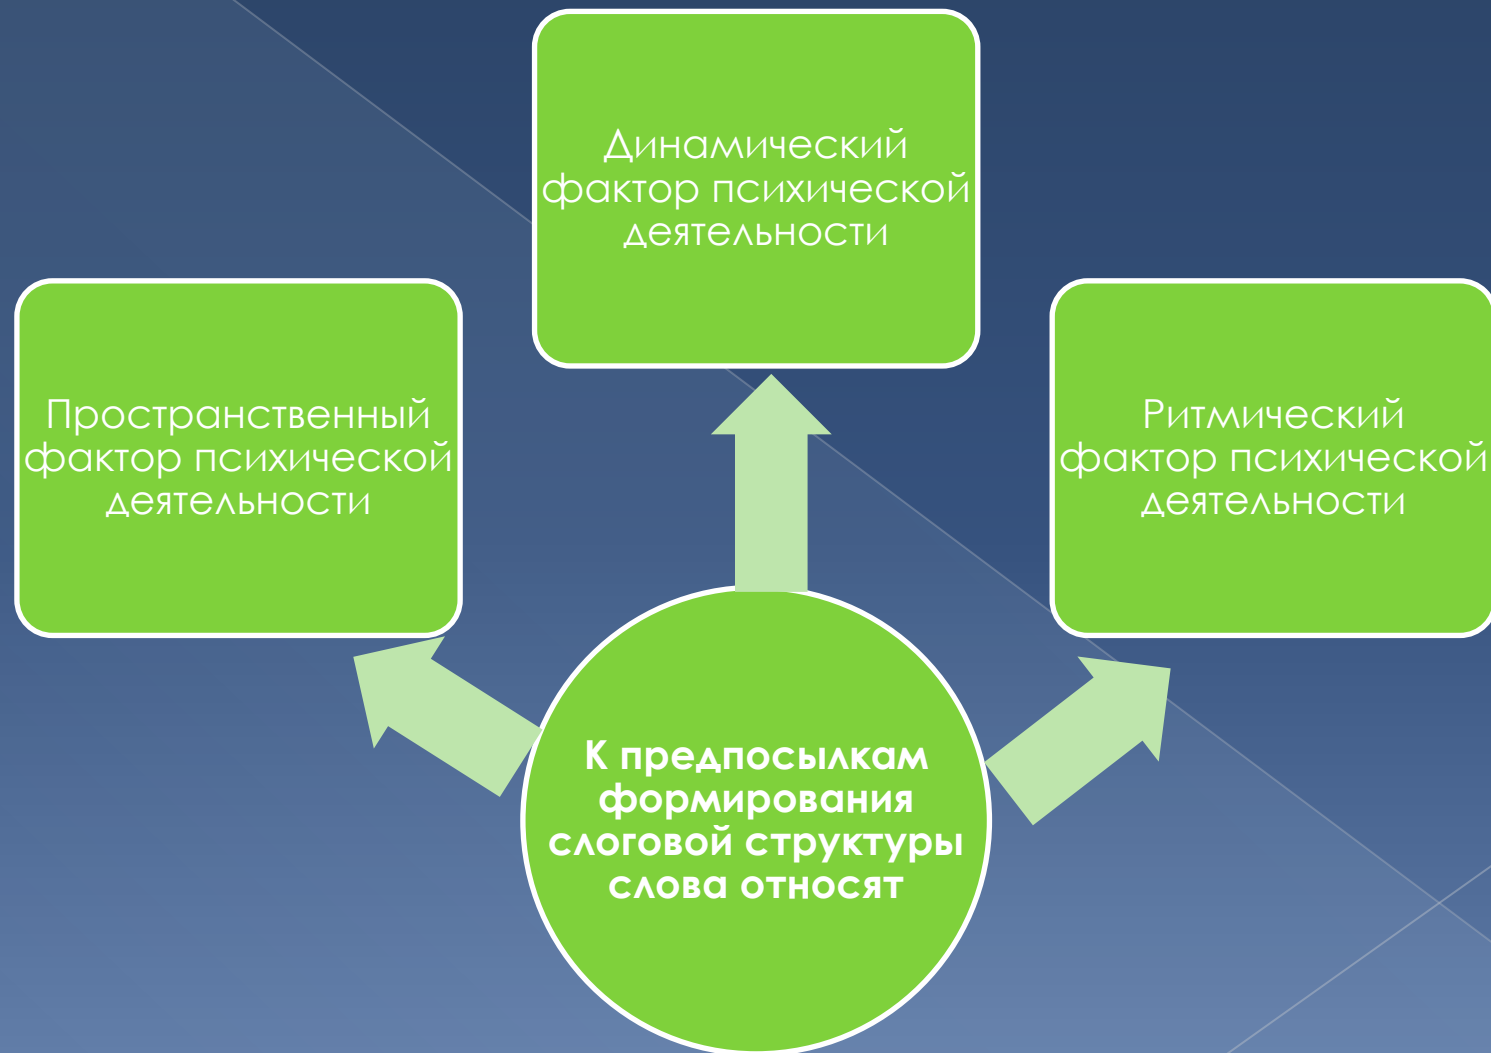 Динамический
фактор психической
деятельности
Пространственный
фактор психической
деятельности
Ритмический
фактор психической
деятельности
К предпосылкам
формирования
слоговой структуры
слова относят